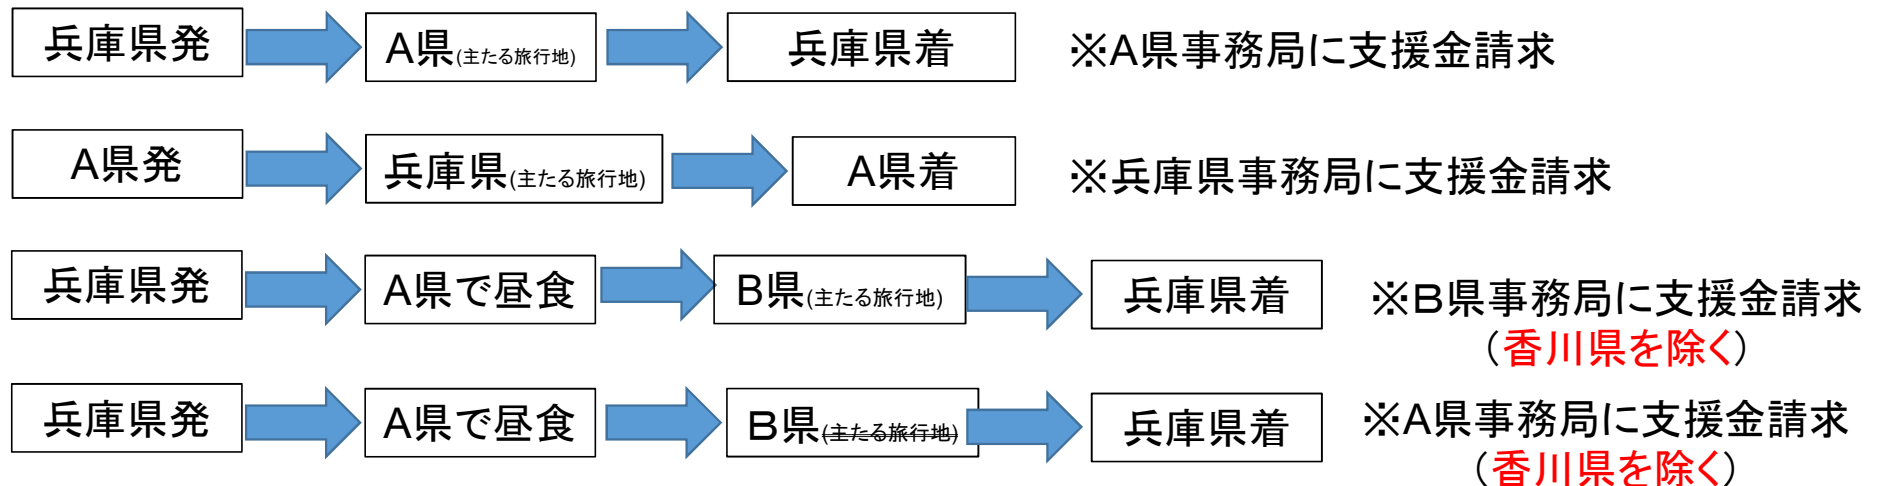 兵庫県発 A県(主たる旅行地) 兵庫県着 ※A県事務局に支援金請求
A県発 兵庫県(主たる旅行地) A県着 ※兵庫県事務局に支援金請求
兵庫県発 A県で昼食 B県(主たる旅行地) 兵庫県着 ※B県事務局に支援金請求
(香川県を除く)
兵庫県発 A県で昼食 B県(主たる旅行地) 兵庫県着 ※A県事務局に支援金請求
(香川県を除く)